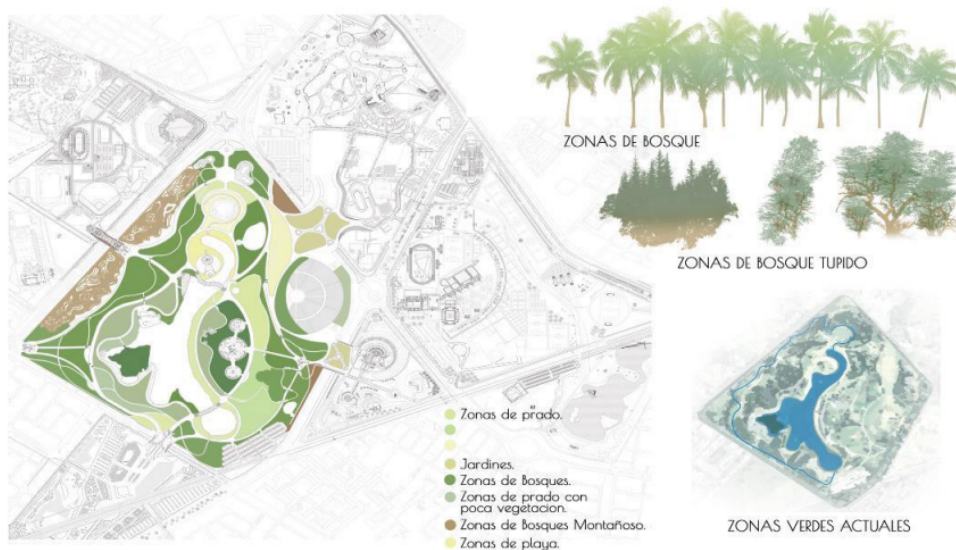 ZONAS DE BOSQUE
ZONAS DE BOSQUE TUPIDO
Zonas de prado.
Jardines.
Zonas de Bosques.
Zonas de prado con
poca vegetacion.
Zonas de Bosques Montañoso.
Zonas de playa.
ZONAS VERDES ACTUALES